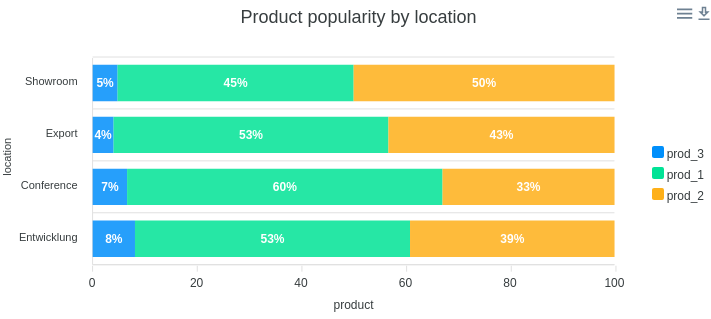 Product popularity by location
location
Showroom
5% 45% 50%
Export
4% 53% 43%
Conference
7% 60% 33%
Entwicklung
8% 53% 39%
0 20 40 60 80 100
product
prod_3
prod_1
prod_2